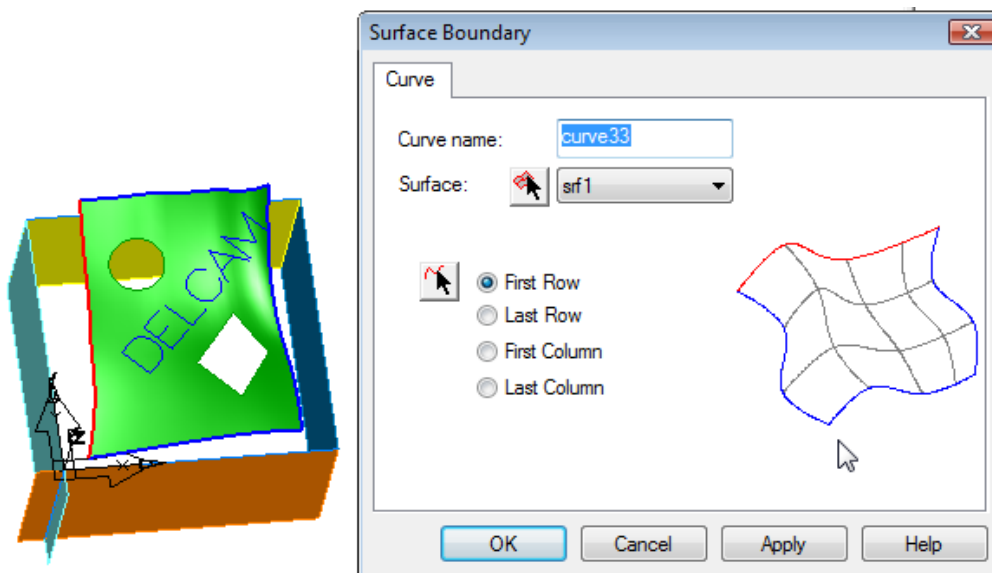 Surface Boundary
Curve
Curve name:
curve33
Surface:
srf1
First Row
Last Row
First Column
Last Column
OK
Cancel
Apply
Help
DELCAM
X